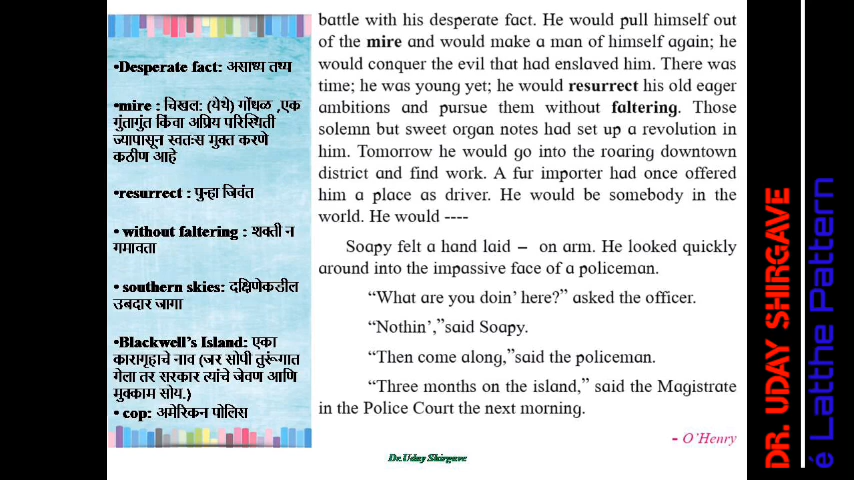 •Desperate fact: असाध्य तथ्य
•mire : चिखल: (येथे) गोंधळ ,एक
गुंतागुंत किंवा अप्रिय परिस्थिती
ज्यापासून स्वतःस मुक्त करणे
कठीण आहे
•resurrect : पुन्हा जिवंत
• without faltering : शक्ती न
गमावता
• southern skies: दक्षिणेकडील
उबदार जागा
•Blackwell's Island: एका
कारागृहाचे नाव (जर सोपी तुरूंगात
गेला तर सरकार त्यांचे जेवण आणि
मुक्काम सोय.)
• cop: अमेरिकन पोलिस
battle with his desperate fact. He would pull himself out
of the mire and would make a man of himself again; he
would conquer the evil that had enslaved him. There was
time; he was young yet; he would resurrect his old eager
ambitions and pursue them without faltering. Those
solemn but sweet organ notes had set up a revolution in
him. Tomorrow he would go into the roaring downtown
district and find work. A fur importer had once offered
him a place as driver. He would be somebody in the
world. He would ----
Soapy felt a hand laid – on arm. He looked quickly
around into the impassive face of a policeman.
“What are you doin’ here?” asked the officer.
“Nothin’,”said Soapy.
“Then come along,”said the policeman.
“Three months on the island,” said the Magistrate
in the Police Court the next morning.
- O’Henry
Dr.Uday Shirgave
DR. UDAY SHIRGAVE
é Latthe Pattern